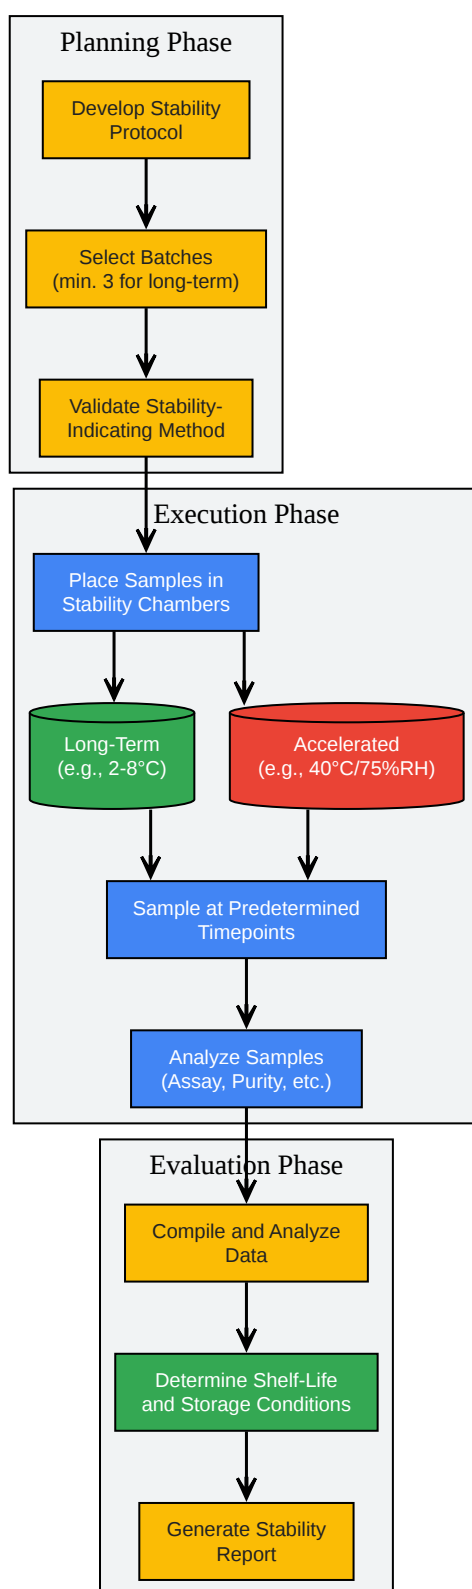 Planning Phase
Develop Stability
Protocol
Select Batches
(min. 3 for long-term)
Validate Stability-
Indicating Method
Execution Phase
Place Samples in
Stability Chambers
Long-Term
(e.g., 2-8°C)
Accelerated
(e.g., 40°C/75%RH)
Sample at Predetermined
Timepoints
Analyze Samples
(Assay, Purity, etc.)
Evaluation Phase
Compile and Analyze
Data
Determine Shelf-Life
and Storage Conditions
Generate Stability
Report